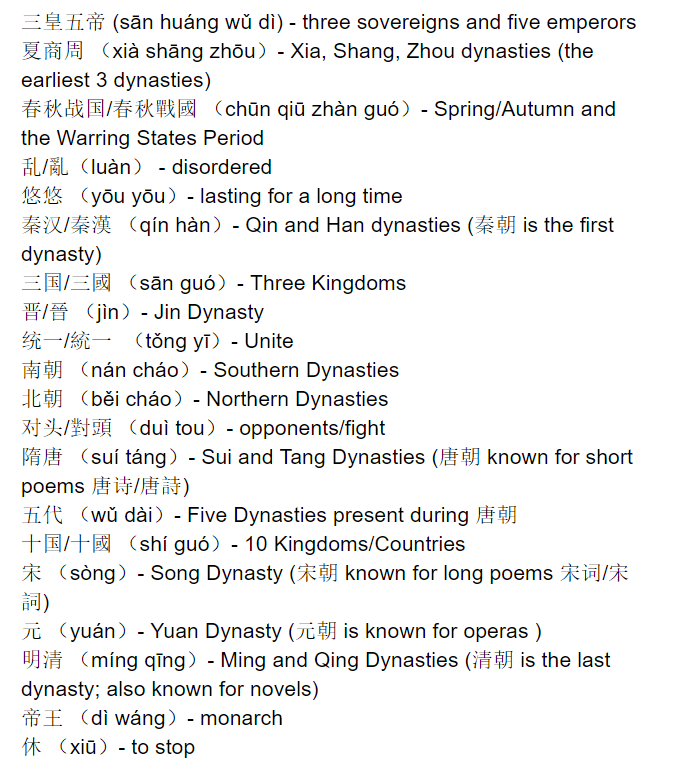 三皇五帝 (sān huáng wǔ dì) - three sovereigns and five emperors
夏商周 （xià shāng zhōu）- Xia, Shang, Zhou dynasties (the
earliest 3 dynasties)
春秋战国/春秋戰國 （chūn qiū zhàn guó）- Spring/Autumn and
the Warring States Period
乱/亂（luàn） - disordered
悠悠 （yōu yōu）- lasting for a long time
秦汉/秦漢 （qín hàn）- Qin and Han dynasties (秦朝 is the first
dynasty)
三国/三國 （sān guó）- Three Kingdoms
晋/晉 （jìn）- Jin Dynasty
统一/統一 （tǒng yī）- Unite
南朝 （nán cháo）- Southern Dynasties
北朝 （běi cháo）- Northern Dynasties
对头/對頭 （duì tou）- opponents/fight
隋唐 （suí táng）- Sui and Tang Dynasties (唐朝 known for short
poems 唐诗/唐詩)
五代 （wǔ dài）- Five Dynasties present during 唐朝
十国/十國 （shí guó）- 10 Kingdoms/Countries
宋 （sòng）- Song Dynasty (宋朝 known for long poems 宋词/宋
詞)
元 （yuán）- Yuan Dynasty (元朝 is known for operas )
明清 （míng qīng）- Ming and Qing Dynasties (清朝 is the last
dynasty; also known for novels)
帝王 （dì wáng）- monarch
休 （xiū）- to stop